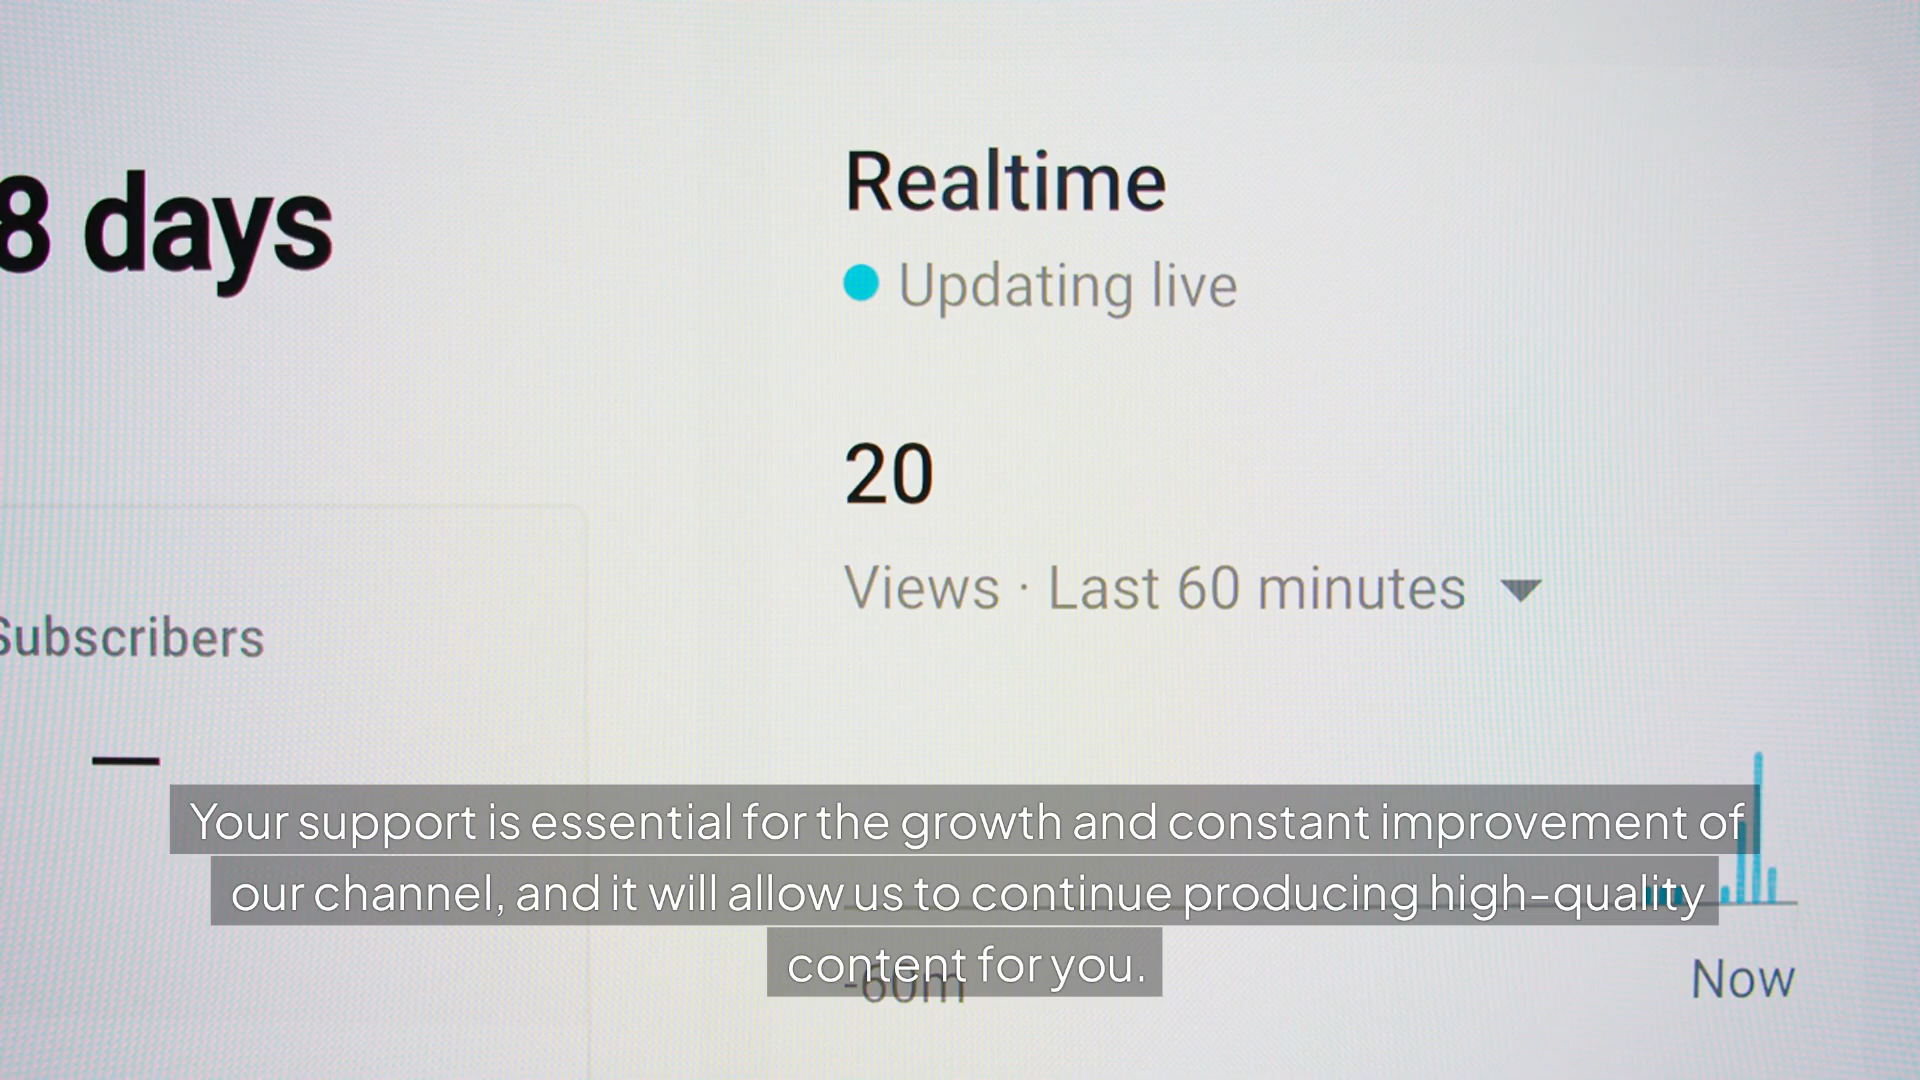 8 days
Realtime
Updating live
20
Views · Last 60 minutes
Subscribers
—
Your support is essential for the growth and constant improvement of
our channel, and it will allow us to continue producing high-quality
content for you.
-60m
Now